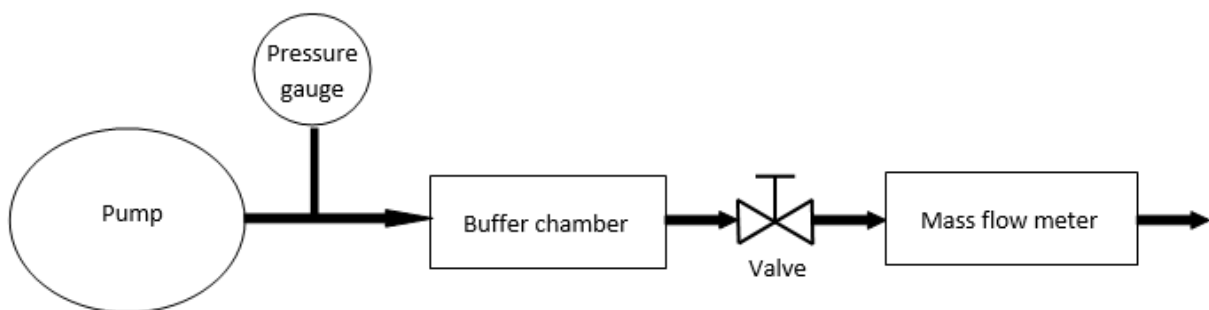 Pressure
gauge
Pump
Buffer chamber
Valve
Mass flow meter